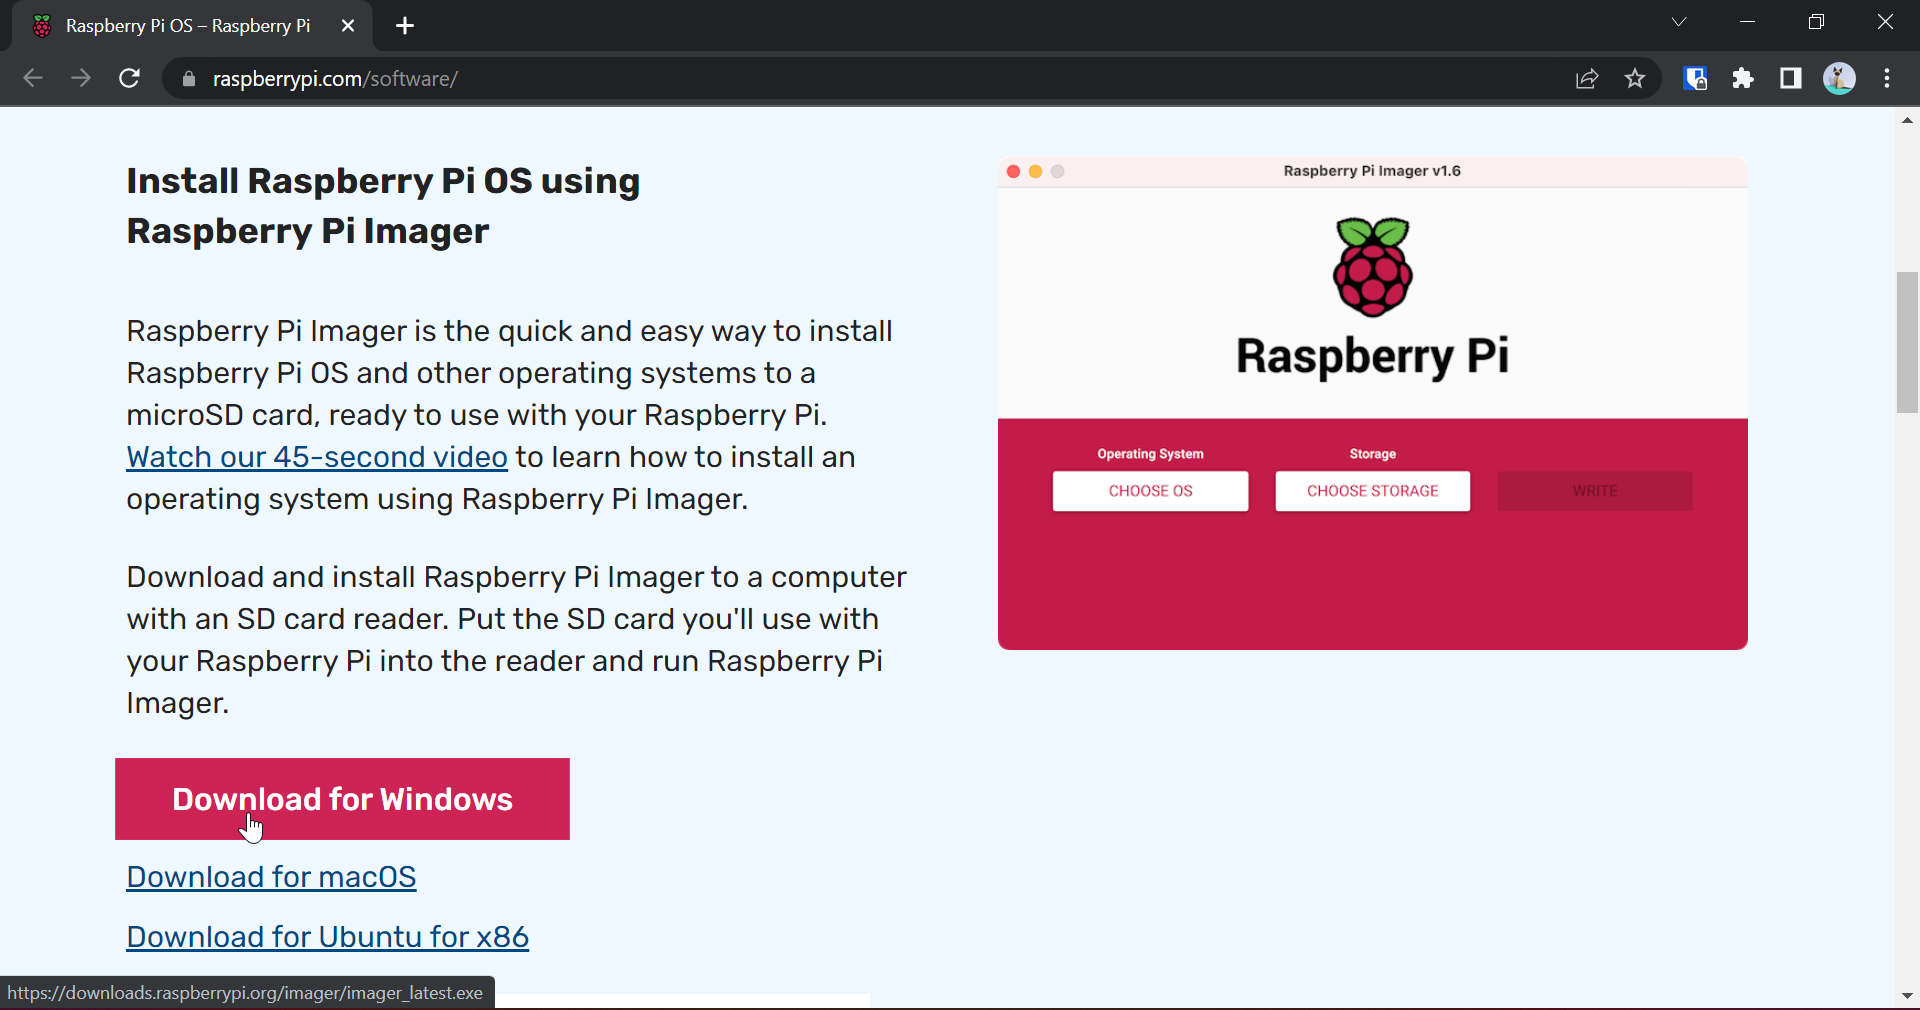 Raspberry Pi OS – Raspberry Pi
raspberrypi.com/software/
Install Raspberry Pi OS using
Raspberry Pi Imager
Raspberry Pi Imager is the quick and easy way to install
Raspberry Pi OS and other operating systems to a
microSD card, ready to use with your Raspberry Pi.
Watch our 45-second video to learn how to install an
operating system using Raspberry Pi Imager.
Download and install Raspberry Pi Imager to a computer
with an SD card reader. Put the SD card you'll use with
your Raspberry Pi into the reader and run Raspberry Pi
Imager.
Download for Windows
Download for macOS
Download for Ubuntu for x86
Raspberry Pi Imager v1.6
Raspberry Pi
Operating System
Storage
CHOOSE OS
CHOOSE STORAGE
WRITE
https://downloads.raspberrypi.org/imager/imager_latest.exe